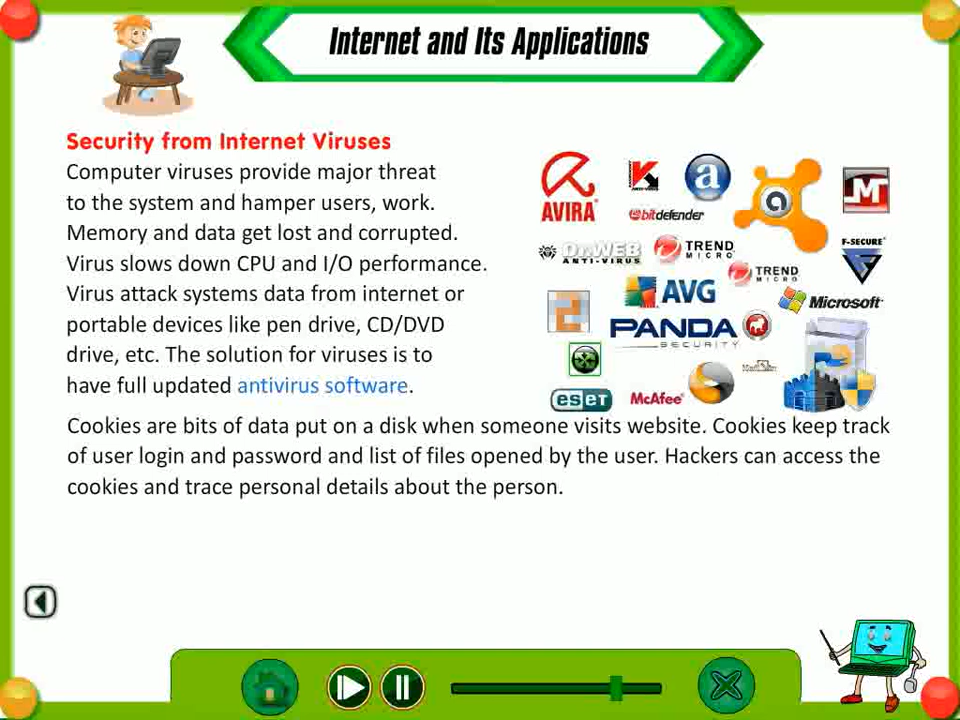 Internet and Its Applications
Security from Internet Viruses
Computer viruses provide major threat
to the system and hamper users, work.
Memory and data get lost and corrupted.
Virus slows down CPU and I/O performance.
Virus attack systems data from internet or
portable devices like pen drive, CD/DVD
drive, etc. The solution for viruses is to
have full updated antivirus software.
AVIRA
K
ANTI-VIRUS
a
a
M
bitdefender
Dr.WEB
ANTI-VIRUS
TREND
MICRO
F-SECURE
TREND
MICRO
AVG
Microsoft
2
PANDA
SECURITY
eseT
McAfee
Cookies are bits of data put on a disk when someone visits website. Cookies keep track
of user login and password and list of files opened by the user. Hackers can access the
cookies and trace personal details about the person.